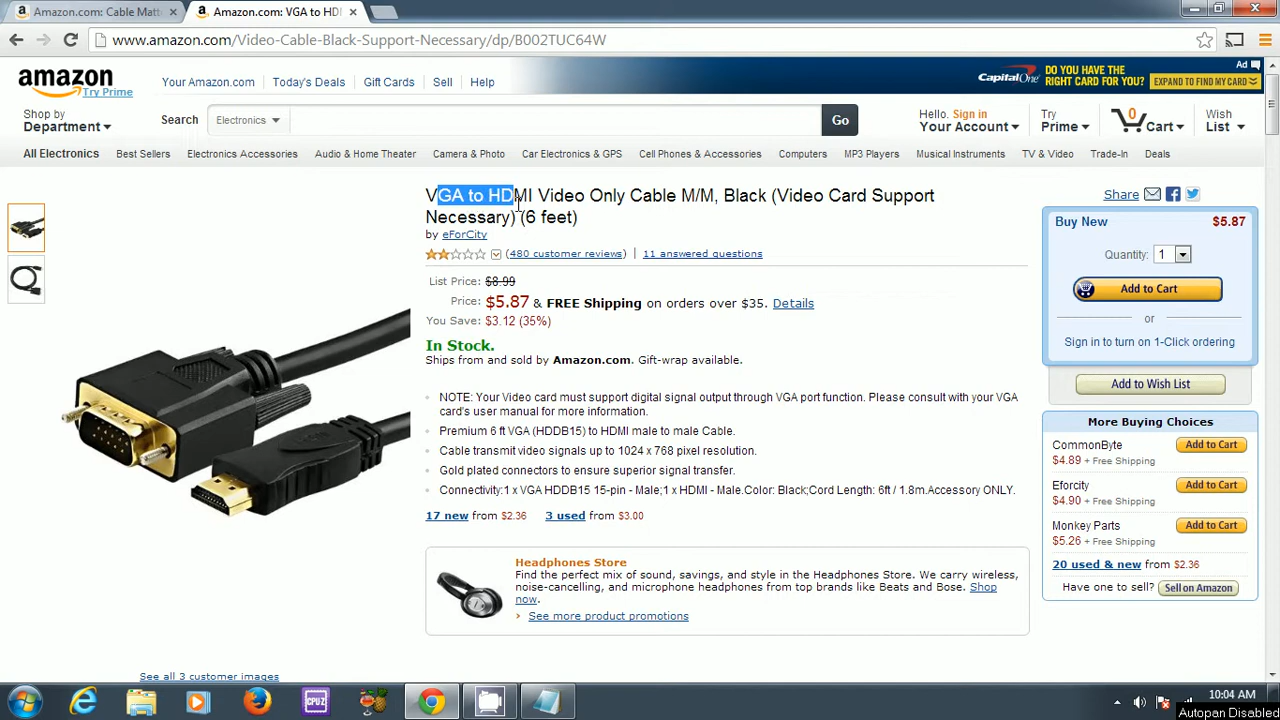 Amazon.com: Cable Matt
Amazon.com: VGA to HD
www.amazon.com/Video-Cable-Black-Support-Necessary/dp/B002TUC64W
amazon
Try Prime
Your Amazon.com
Today's Deals
Gift Cards
Sell
Help
Capital One
DO YOU HAVE THE
RIGHT CARD FOR YOU?
Ad
EXPAND TO FIND MY CARD
Shop by
Department
Search
Electronics
Go
Hello. Sign in
Your Account
Try
Prime
0
Cart
Wish
List
All Electronics
Best Sellers
Electronics Accessories
Audio & Home Theater
Camera & Photo
Car Electronics & GPS
Cell Phones & Accessories
Computers
MP3 Players
Musical Instruments
TV & Video
Trade-In
Deals
VGA to HDMI Video Only Cable M/M, Black (Video Card Support
Necessary) (6 feet)
by eForCity
(480 customer reviews) | 11 answered questions
List Price: $8.99
Price: $5.87 & FREE Shipping on orders over $35. Details
You Save: $3.12 (35%)
In Stock.
Ships from and sold by Amazon.com. Gift-wrap available.
NOTE: Your Video card must support digital signal output through VGA port function. Please consult with your VGA
card's user manual for more information.
Premium 6 ft VGA (HDDB15) to HDMI male to male Cable.
Cable transmit video signals up to 1024 x 768 pixel resolution.
Gold plated connectors to ensure superior signal transfer.
Connectivity:1 x VGA HDDB15 15-pin - Male;1 x HDMI - Male.Color: Black;Cord Length: 6ft / 1.8m.Accessory ONLY.
17 new from $2.36
3 used from $3.00
Headphones Store
Find the perfect mix of sound, savings, and style in the Headphones Store. We carry wireless,
noise-cancelling, and microphone headphones from top brands like Beats and Bose. Shop
now.
› See more product promotions
See all 3 customer images
Share
Buy New
$5.87
Quantity: 1
Add to Cart
or
Sign in to turn on 1-Click ordering
Add to Wish List
More Buying Choices
CommonByte
Add to Cart
$4.89 + Free Shipping
Eforcity
Add to Cart
$4.90 + Free Shipping
Monkey Parts
Add to Cart
$5.26 + Free Shipping
20 used & new from $2.36
Have one to sell? Sell on Amazon
CPUZ
10:04 AM
Autopan Disabled